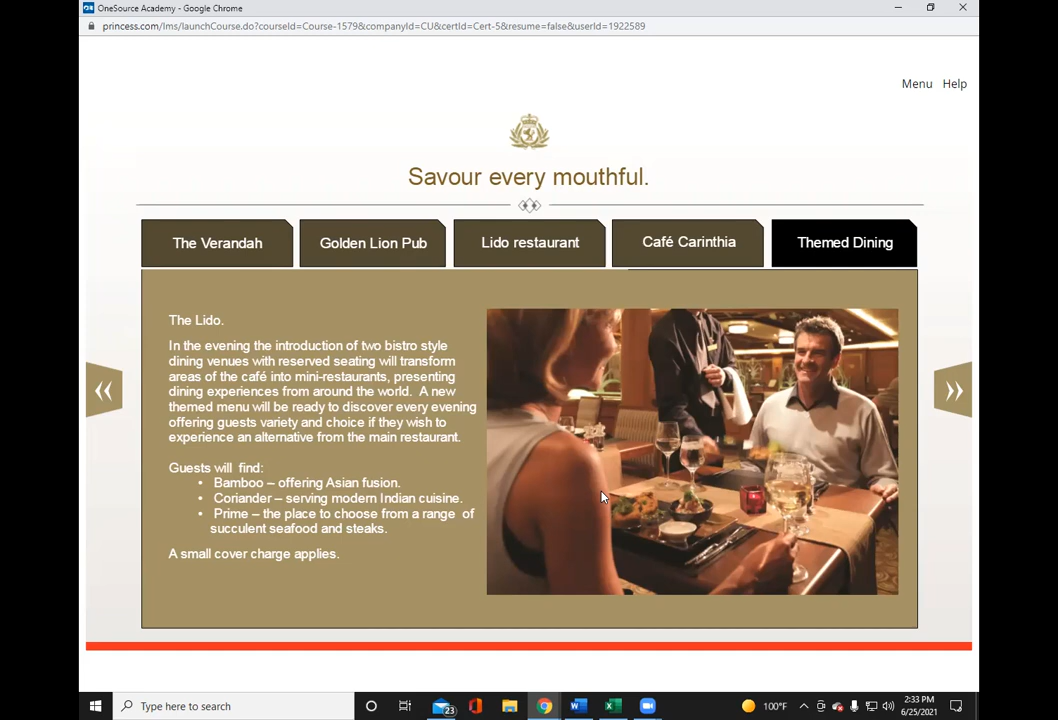 OneSource Academy - Google Chrome
princess.com/lms/launchCourse.do?courseId=Course-1579&companyId=CU&certId=Cert-5&resume=false&userId=1922589
Menu Help
Savour every mouthful.
The Verandah Golden Lion Pub Lido restaurant Café Carinthia Themed Dining
The Lido.
In the evening the introduction of two bistro style
dining venues with reserved seating will transform
areas of the café into mini-restaurants, presenting
dining experiences from around the world. A new
themed menu will be ready to discover every evening
offering guests variety and choice if they wish to
experience an alternative from the main restaurant.
Guests will find:
• Bamboo – offering Asian fusion.
• Coriander – serving modern Indian cuisine.
• Prime – the place to choose from a range of
succulent seafood and steaks.
A small cover charge applies.
Type here to search
23
100°F
2:33 PM
6/25/2021